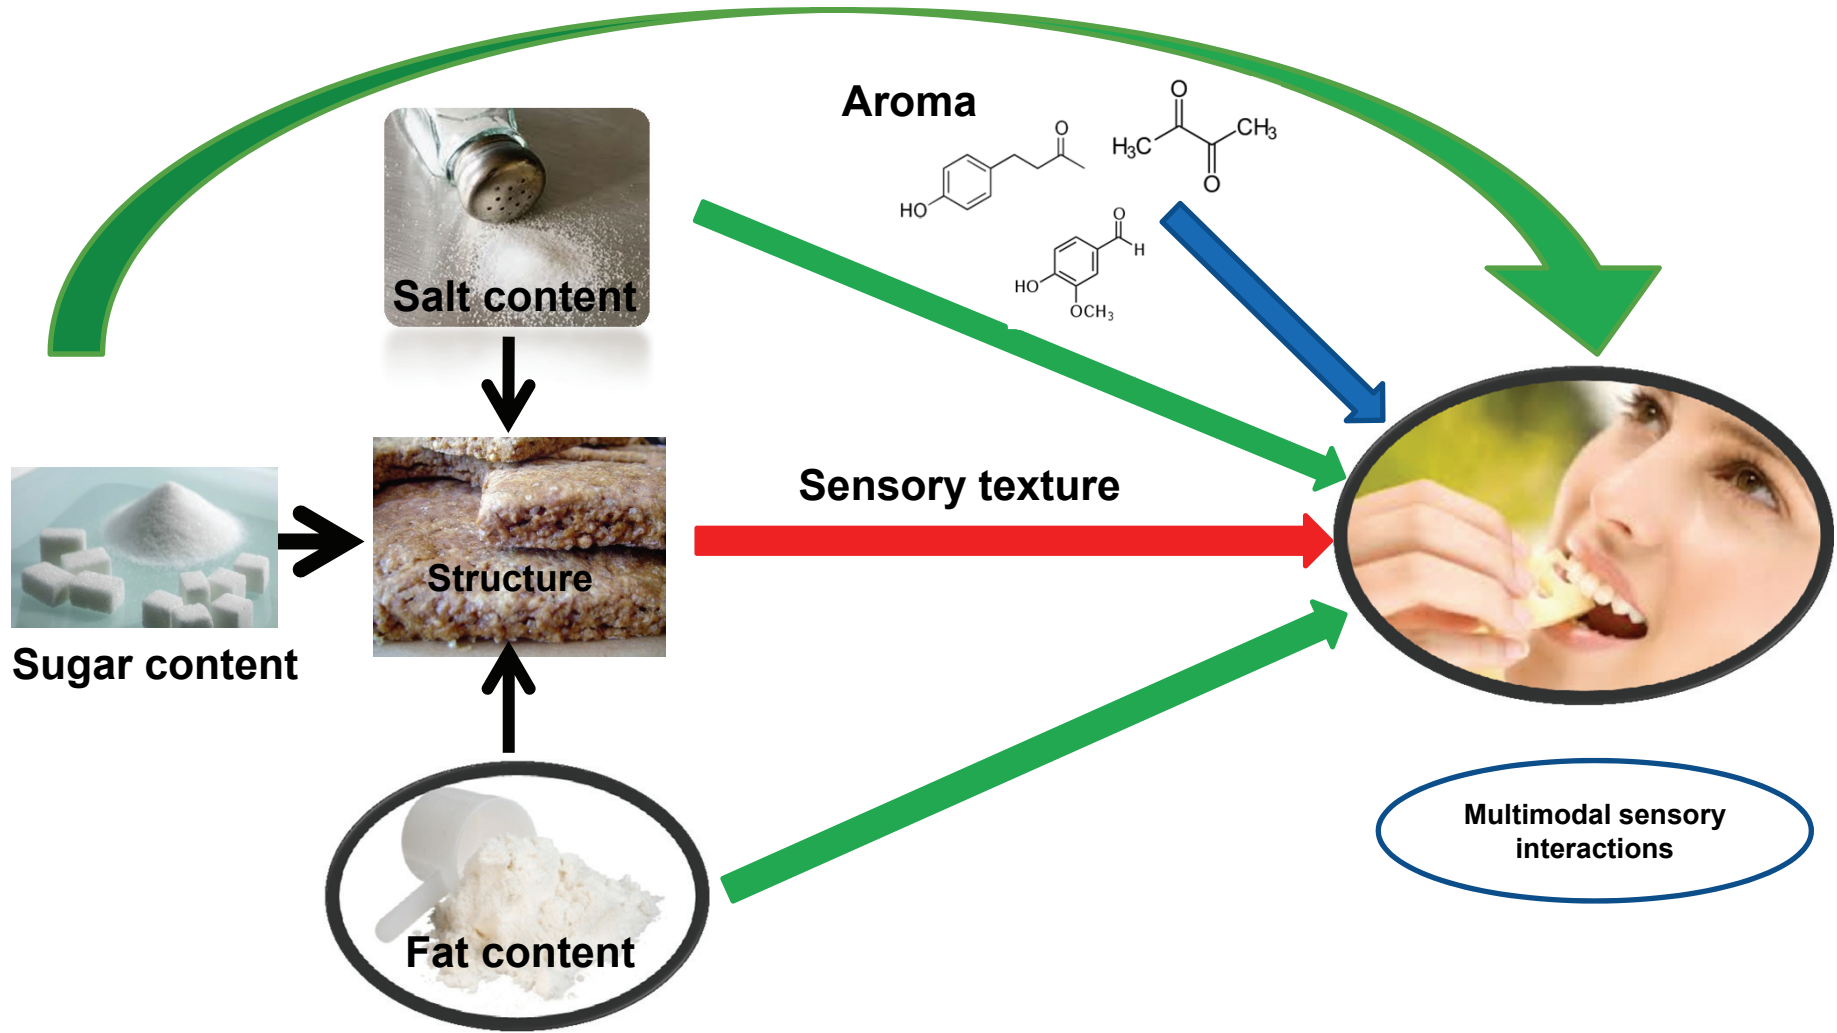 Aroma
O
H₃C
CH₃
O
O
HO
O
H
HO
OCH₃
Salt content
Sensory texture
Structure
Sugar content
Multimodal sensory
interactions
Fat content